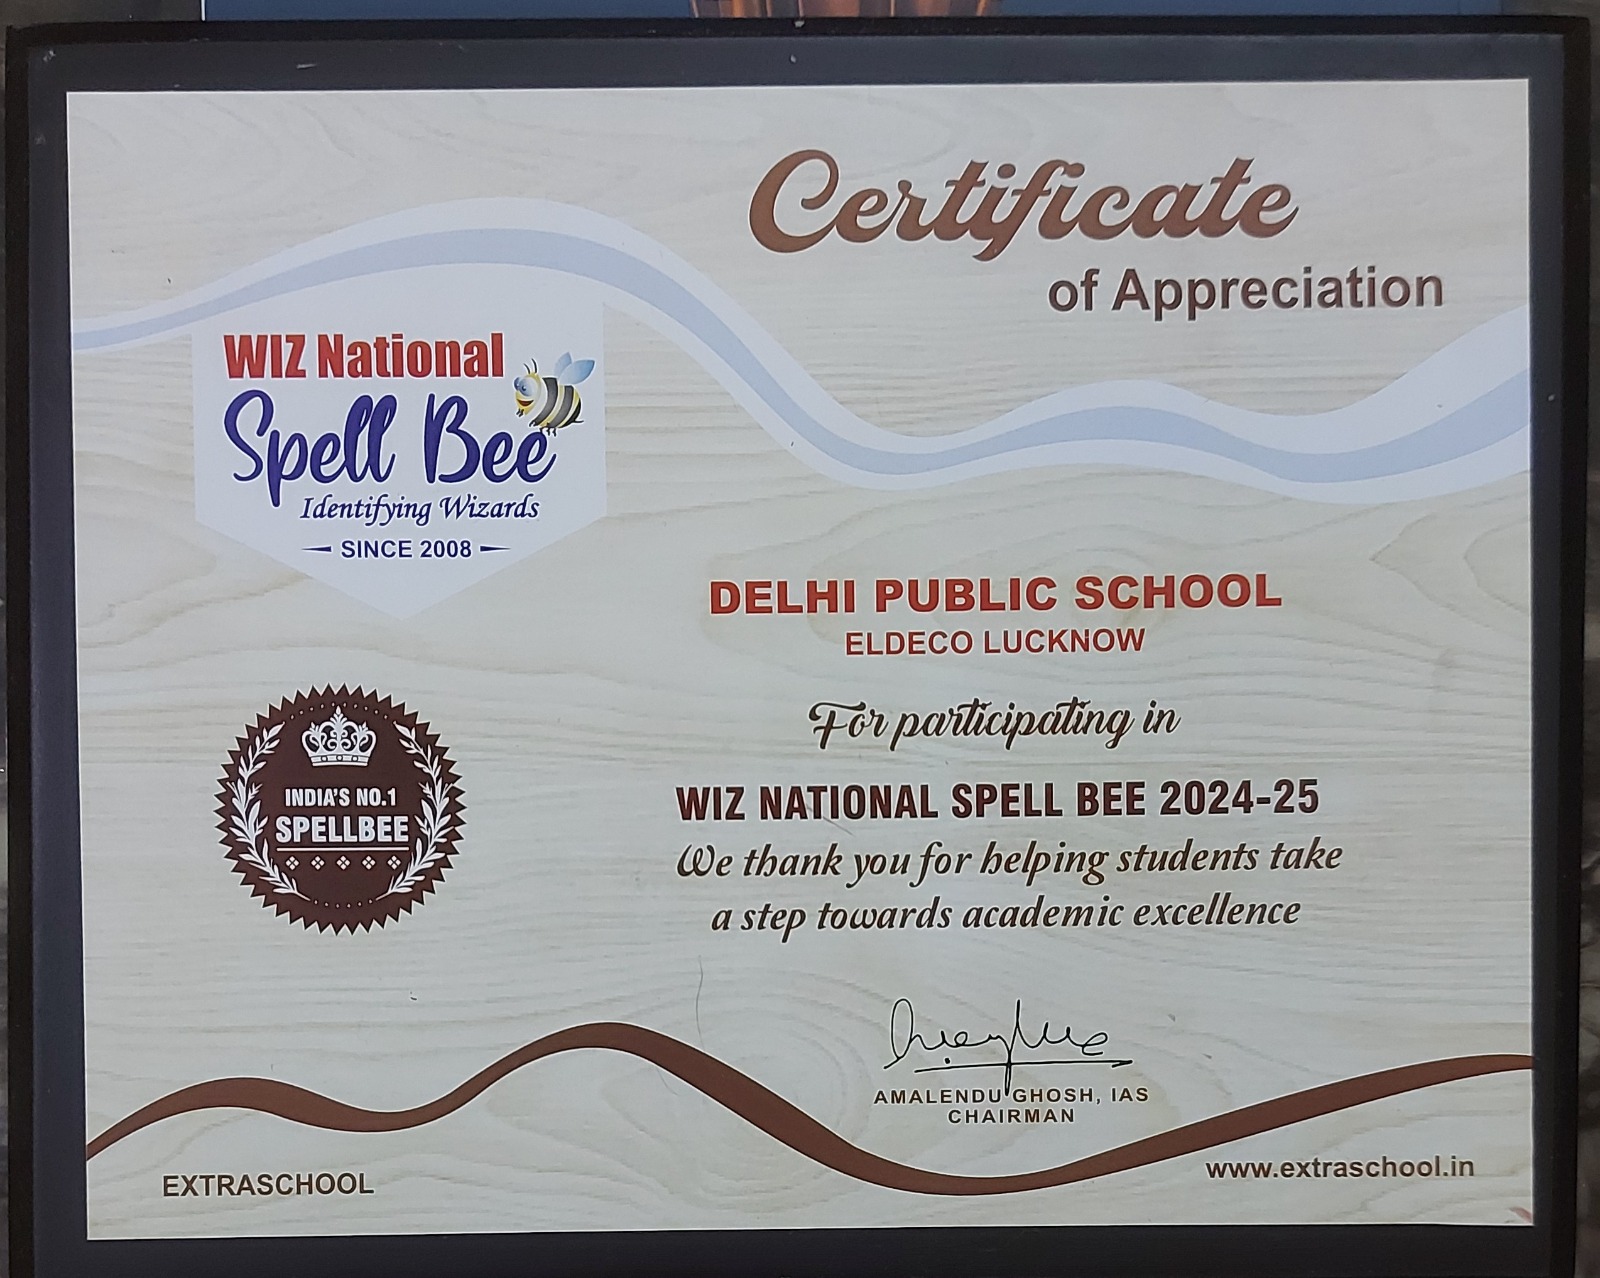 Certificate
of Appreciation
WIZ National
Spell Bee
Identifying Wizards
SINCE 2008
DELHI PUBLIC SCHOOL
ELDECO LUCKNOW
For participating in
WIZ NATIONAL SPELL BEE 2024-25
We thank you for helping students take
a step towards academic excellence
INDIA'S NO.1
SPELLBEE
AMALENDU GHOSH, IAS
CHAIRMAN
EXTRASCHOOL
www.extraschool.in